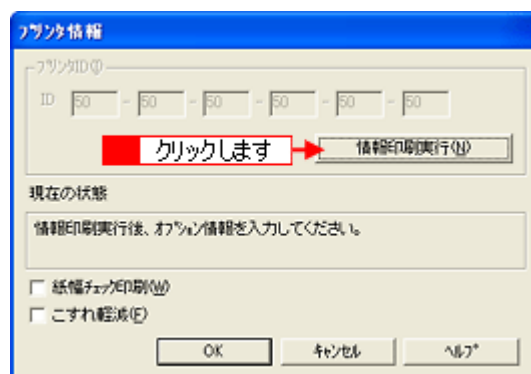 プリンタ情報
プリンタID(I)
ID 50 - 50 - 50 - 50 - 50 - 50
クリックします 情報印刷実行(N)
現在の状態
情報印刷実行後、オプション情報を入力してください。
紙幅チェック印刷(W)
こすれ軽減(F)
OK キャンセル ヘルプ